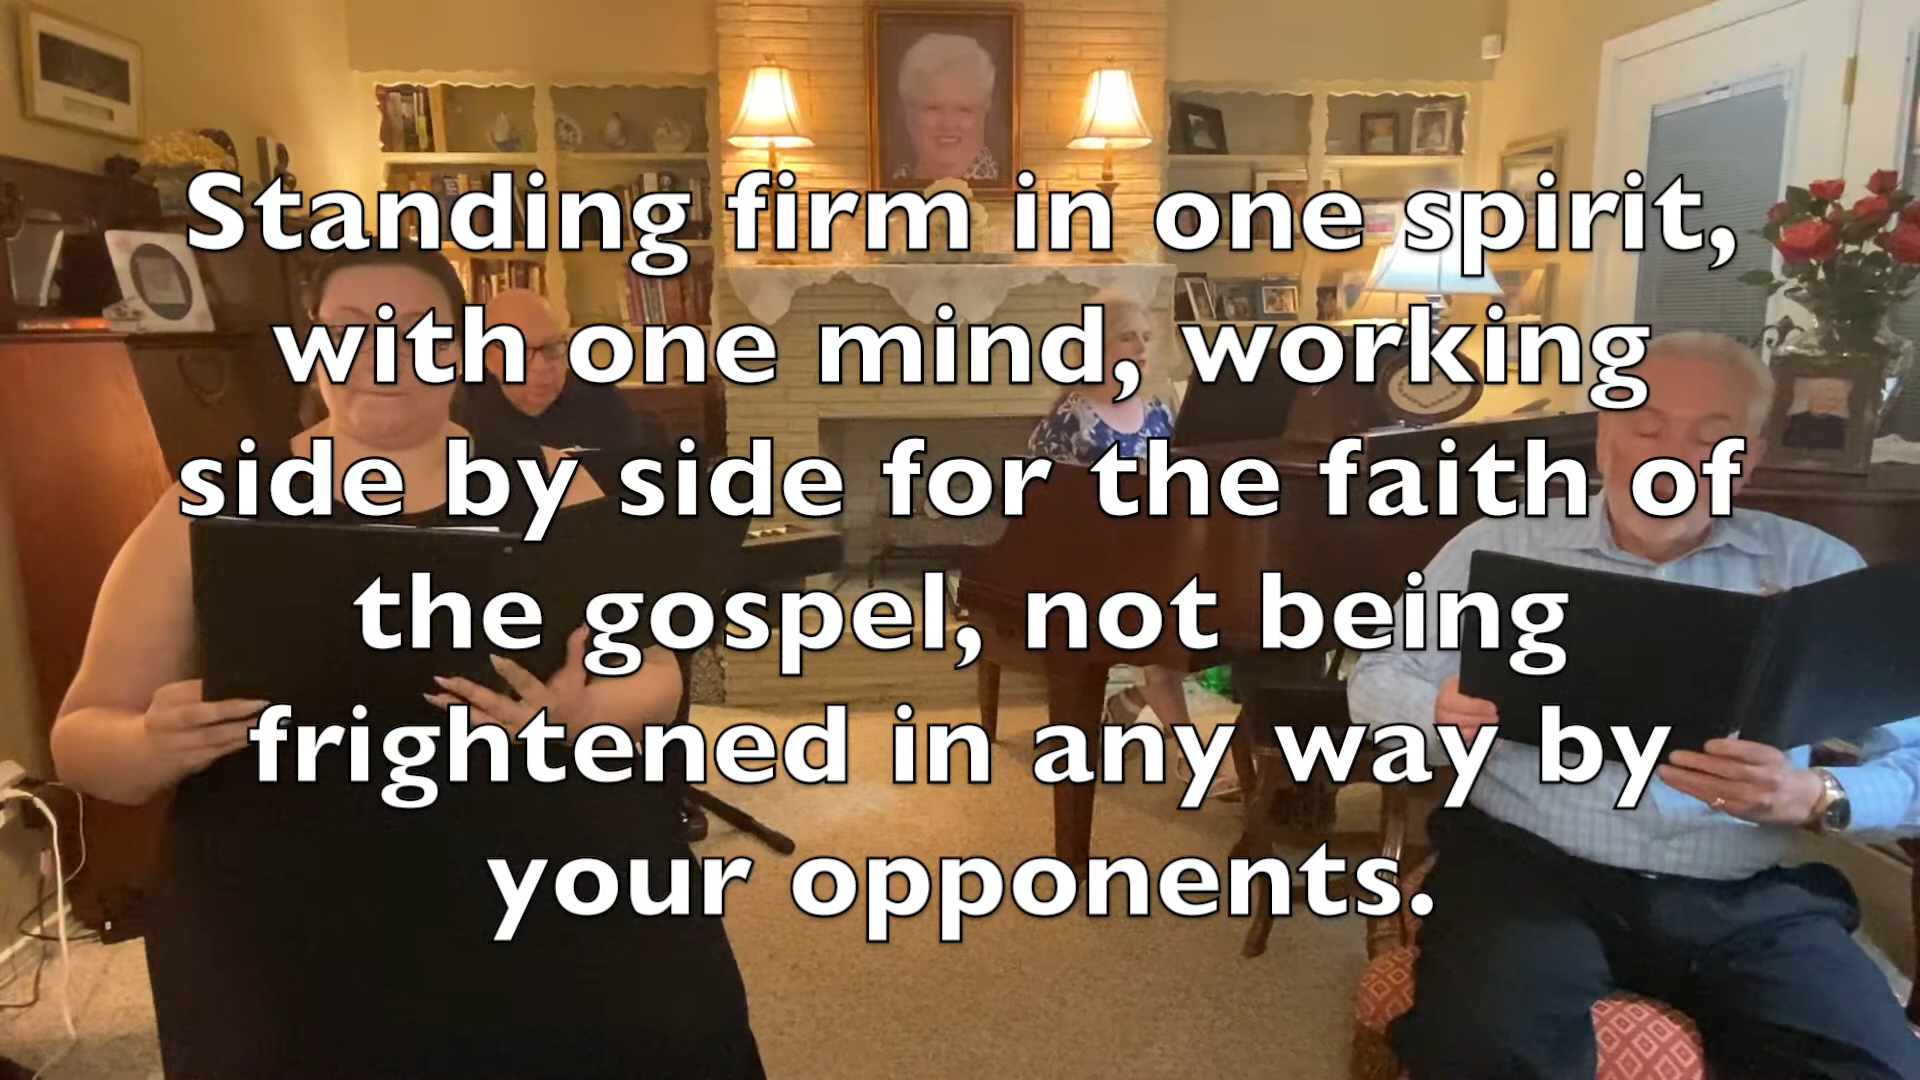 Standing firm in one spirit,
with one mind, working
side by side for the faith of
the gospel, not being
frightened in any way by
your opponents.